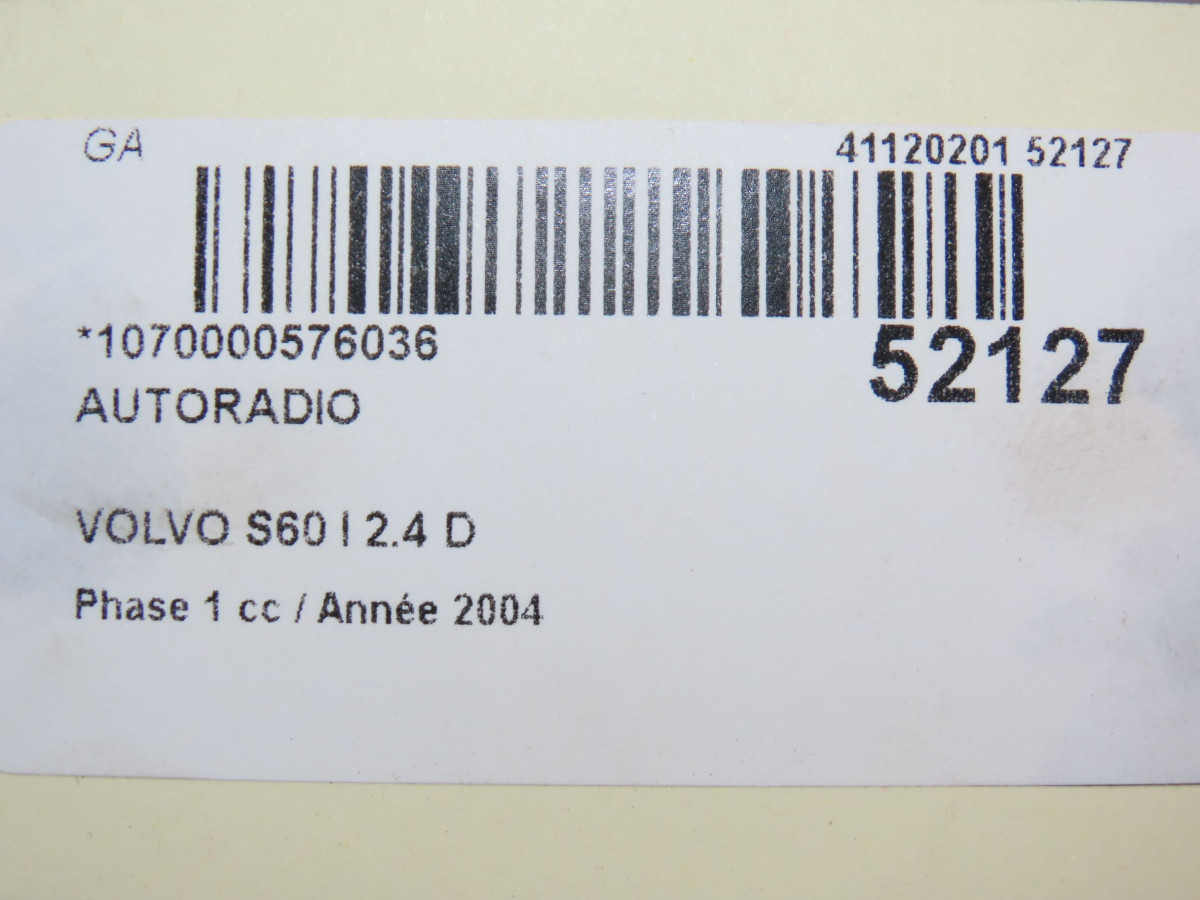 GA 41120201 52127
*1070000576036 52127
AUTORADIO
VOLVO S60 I 2.4 D
Phase 1 cc / Année 2004